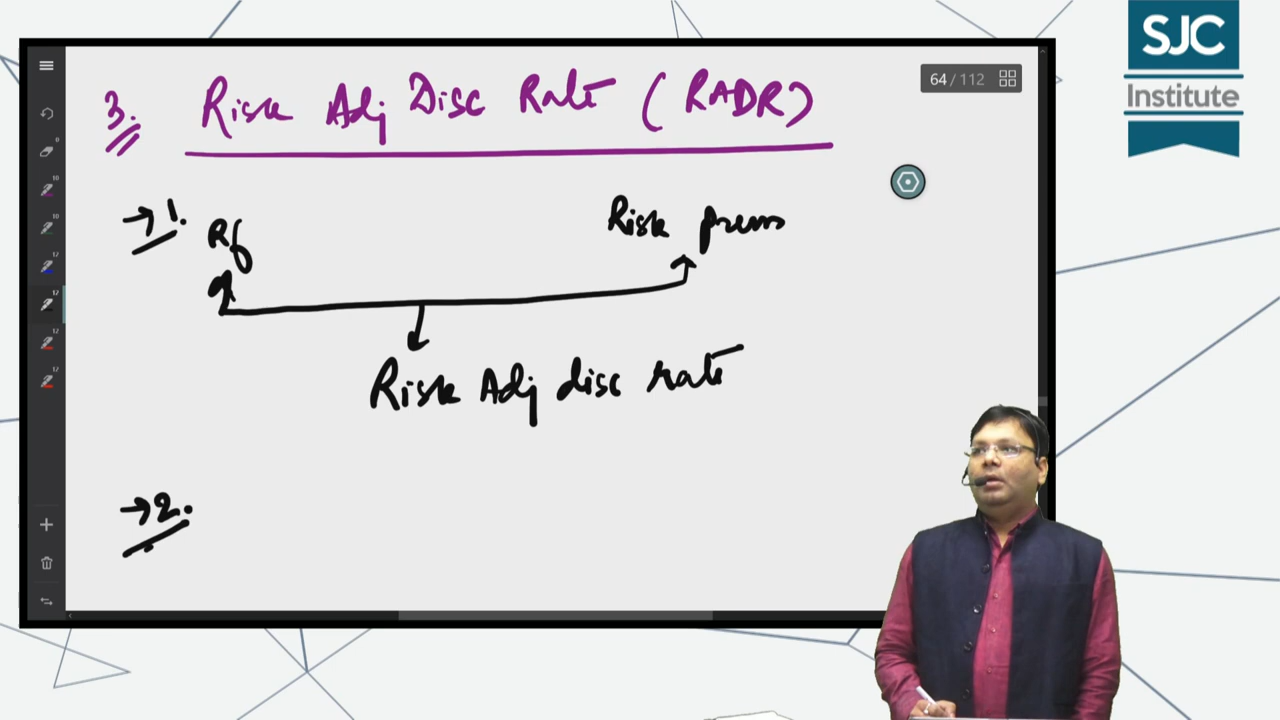 SJC
Institute
64 / 112
3. Risk Adj Disc Rate (RADR)
→ 1. Rf Risk prem
Risk Adj disc rate
→ 2.